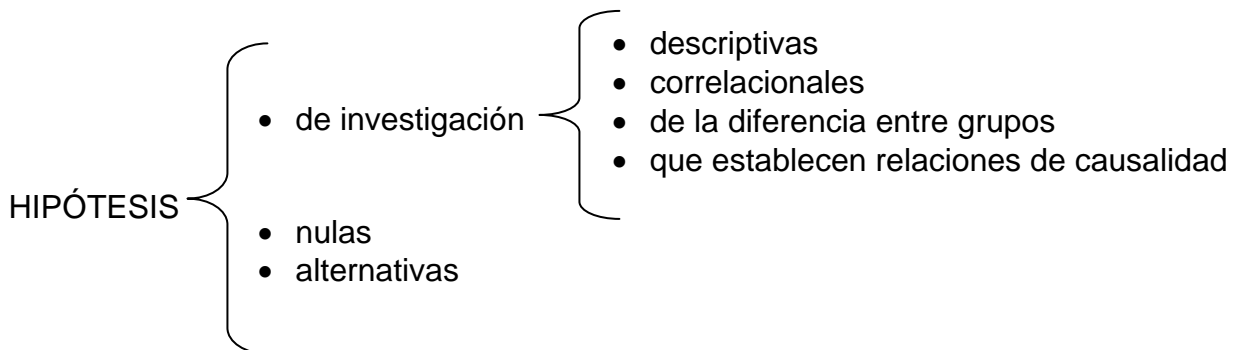 HIPÓTESIS
• de investigación
• descriptivas
• correlacionales
• de la diferencia entre grupos
• que establecen relaciones de causalidad
• nulas
• alternativas